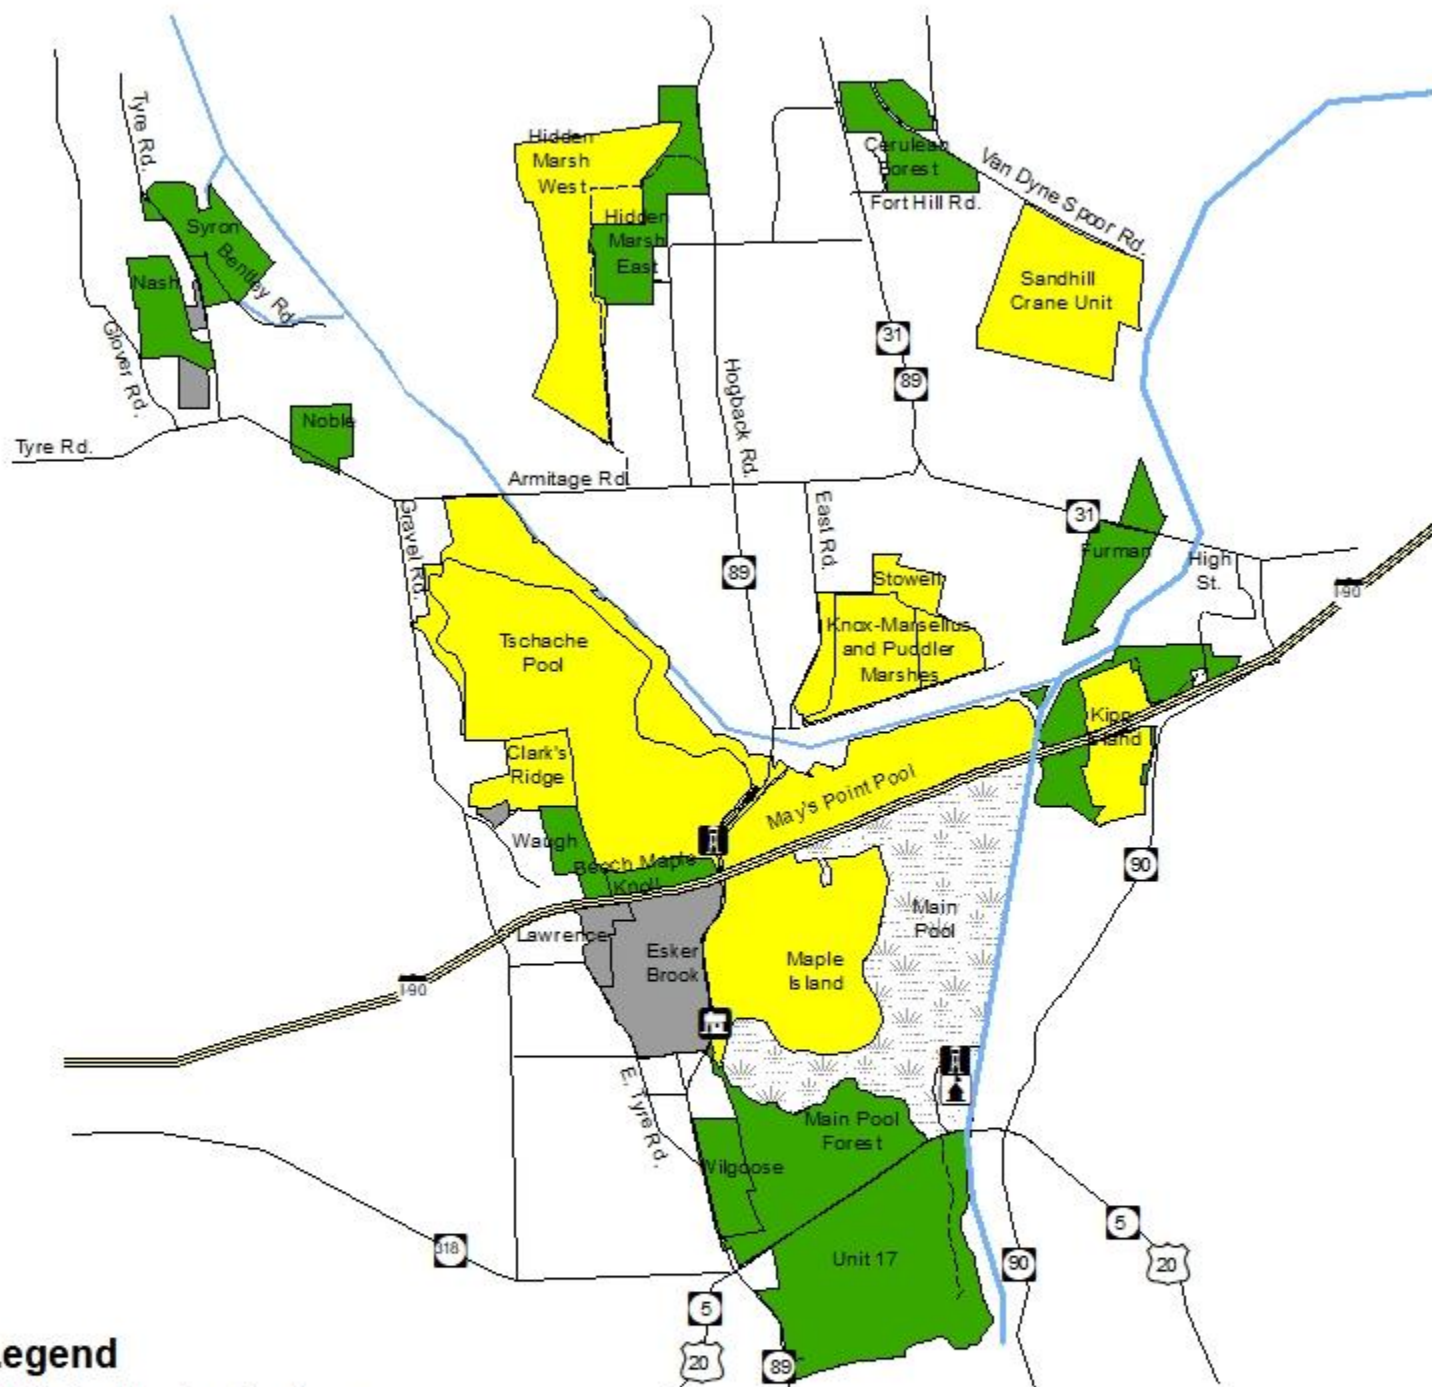 Tyre Rd.
Hidden
Marsh
West
Cerulean
Forest
Van Dyne Spoor Rd.
Fort Hill Rd.
Syron
Hidden
Marsh
East
Bentley Rd.
Nash
Sandhill
Crane Unit
Glover Rd.
31
89
Hogback Rd.
Noble
Tyre Rd.
Armitage Rd.
Gravel Rd.
East Rd.
31
Furman
High
St.
89
Stowell
I-90
Knox-Marsellus
and Puddler
Marshes
Tschache
Pool
Kipp
Island
Clark's
Ridge
May's Point Pool
Waugh
Beech Maple
Knoll
90
Main
Pool
Lawrence
Esker
Brook
Maple
Island
I-90
E. Tyre Rd.
Main Pool
Forest
Wilgoose
318
5
Unit 17
90
20
5
20
89
egend